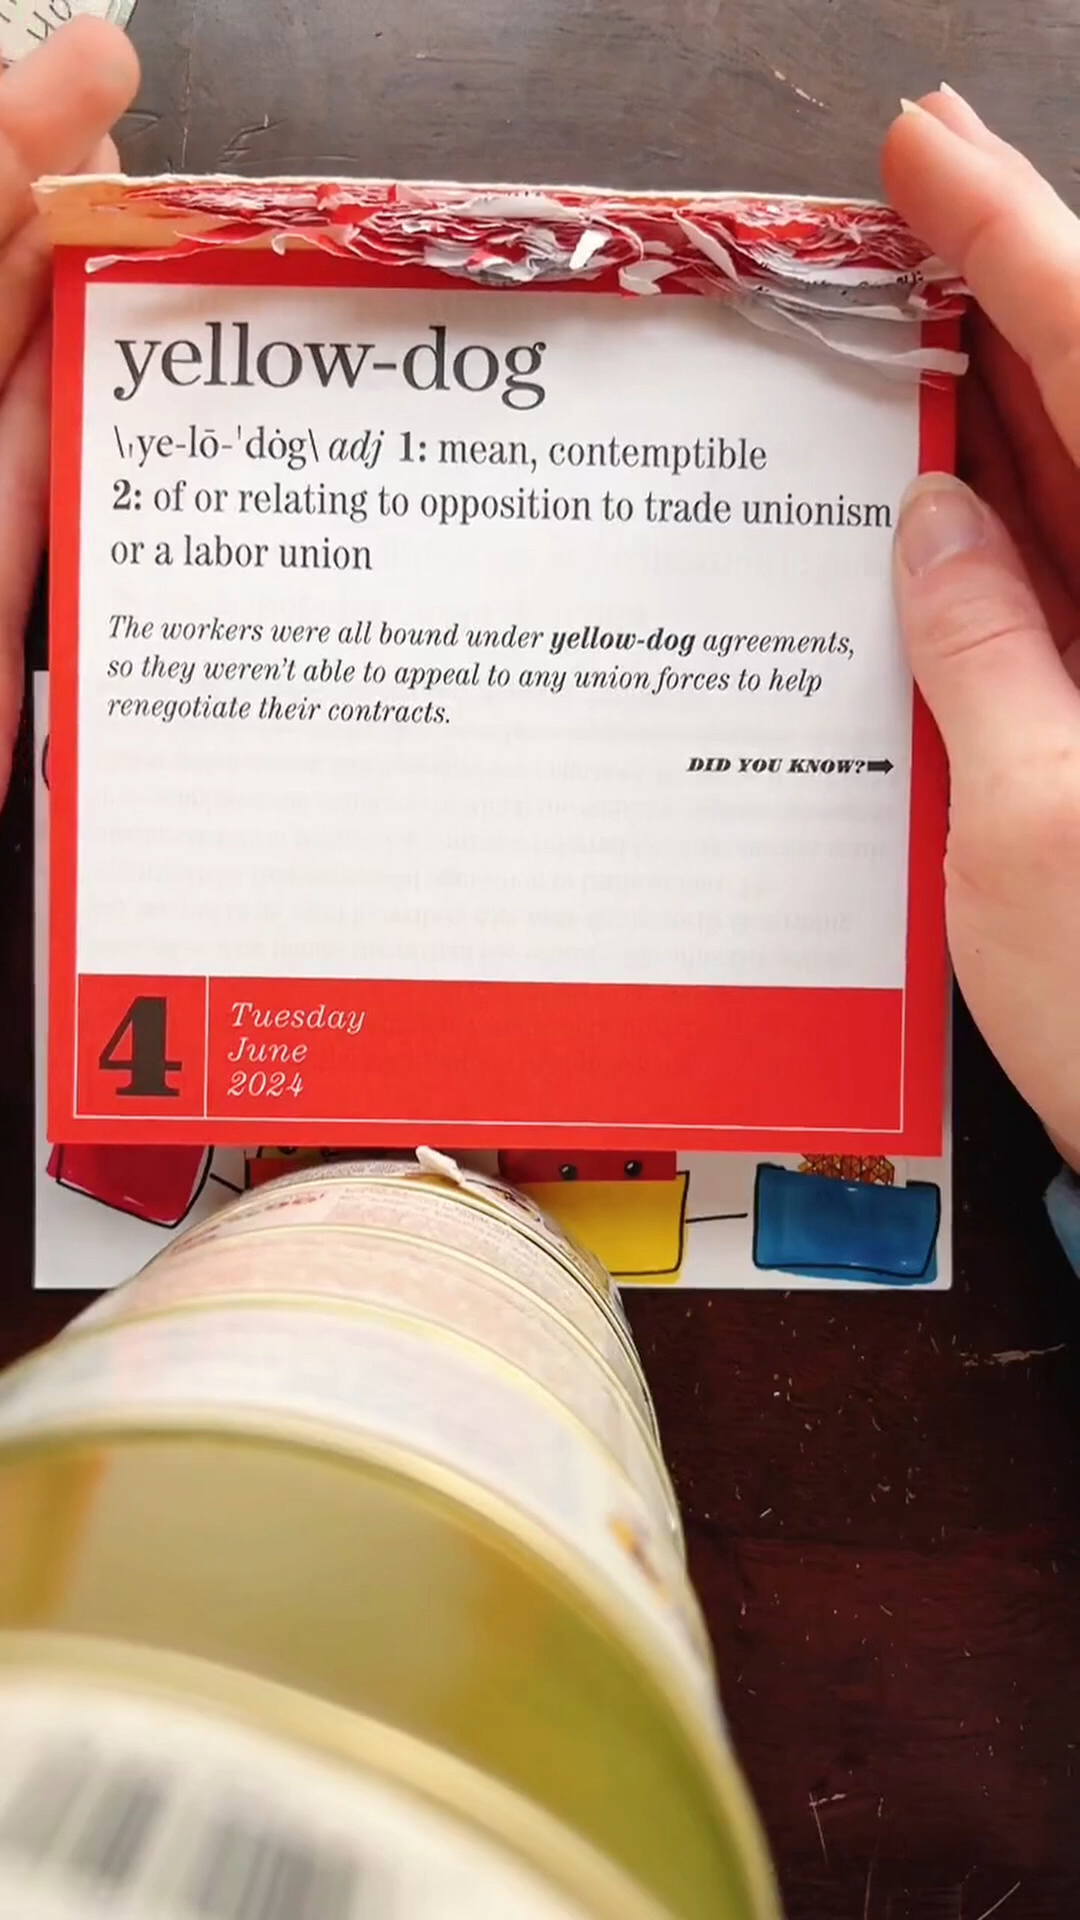 yellow-dog
\ˌye-lō-ˈdȯg\ adj 1: mean, contemptible
2: of or relating to opposition to trade unionism
or a labor union
The workers were all bound under yellow-dog agreements,
so they weren't able to appeal to any union forces to help
renegotiate their contracts.
DID YOU KNOW?➡
4
Tuesday
June
2024